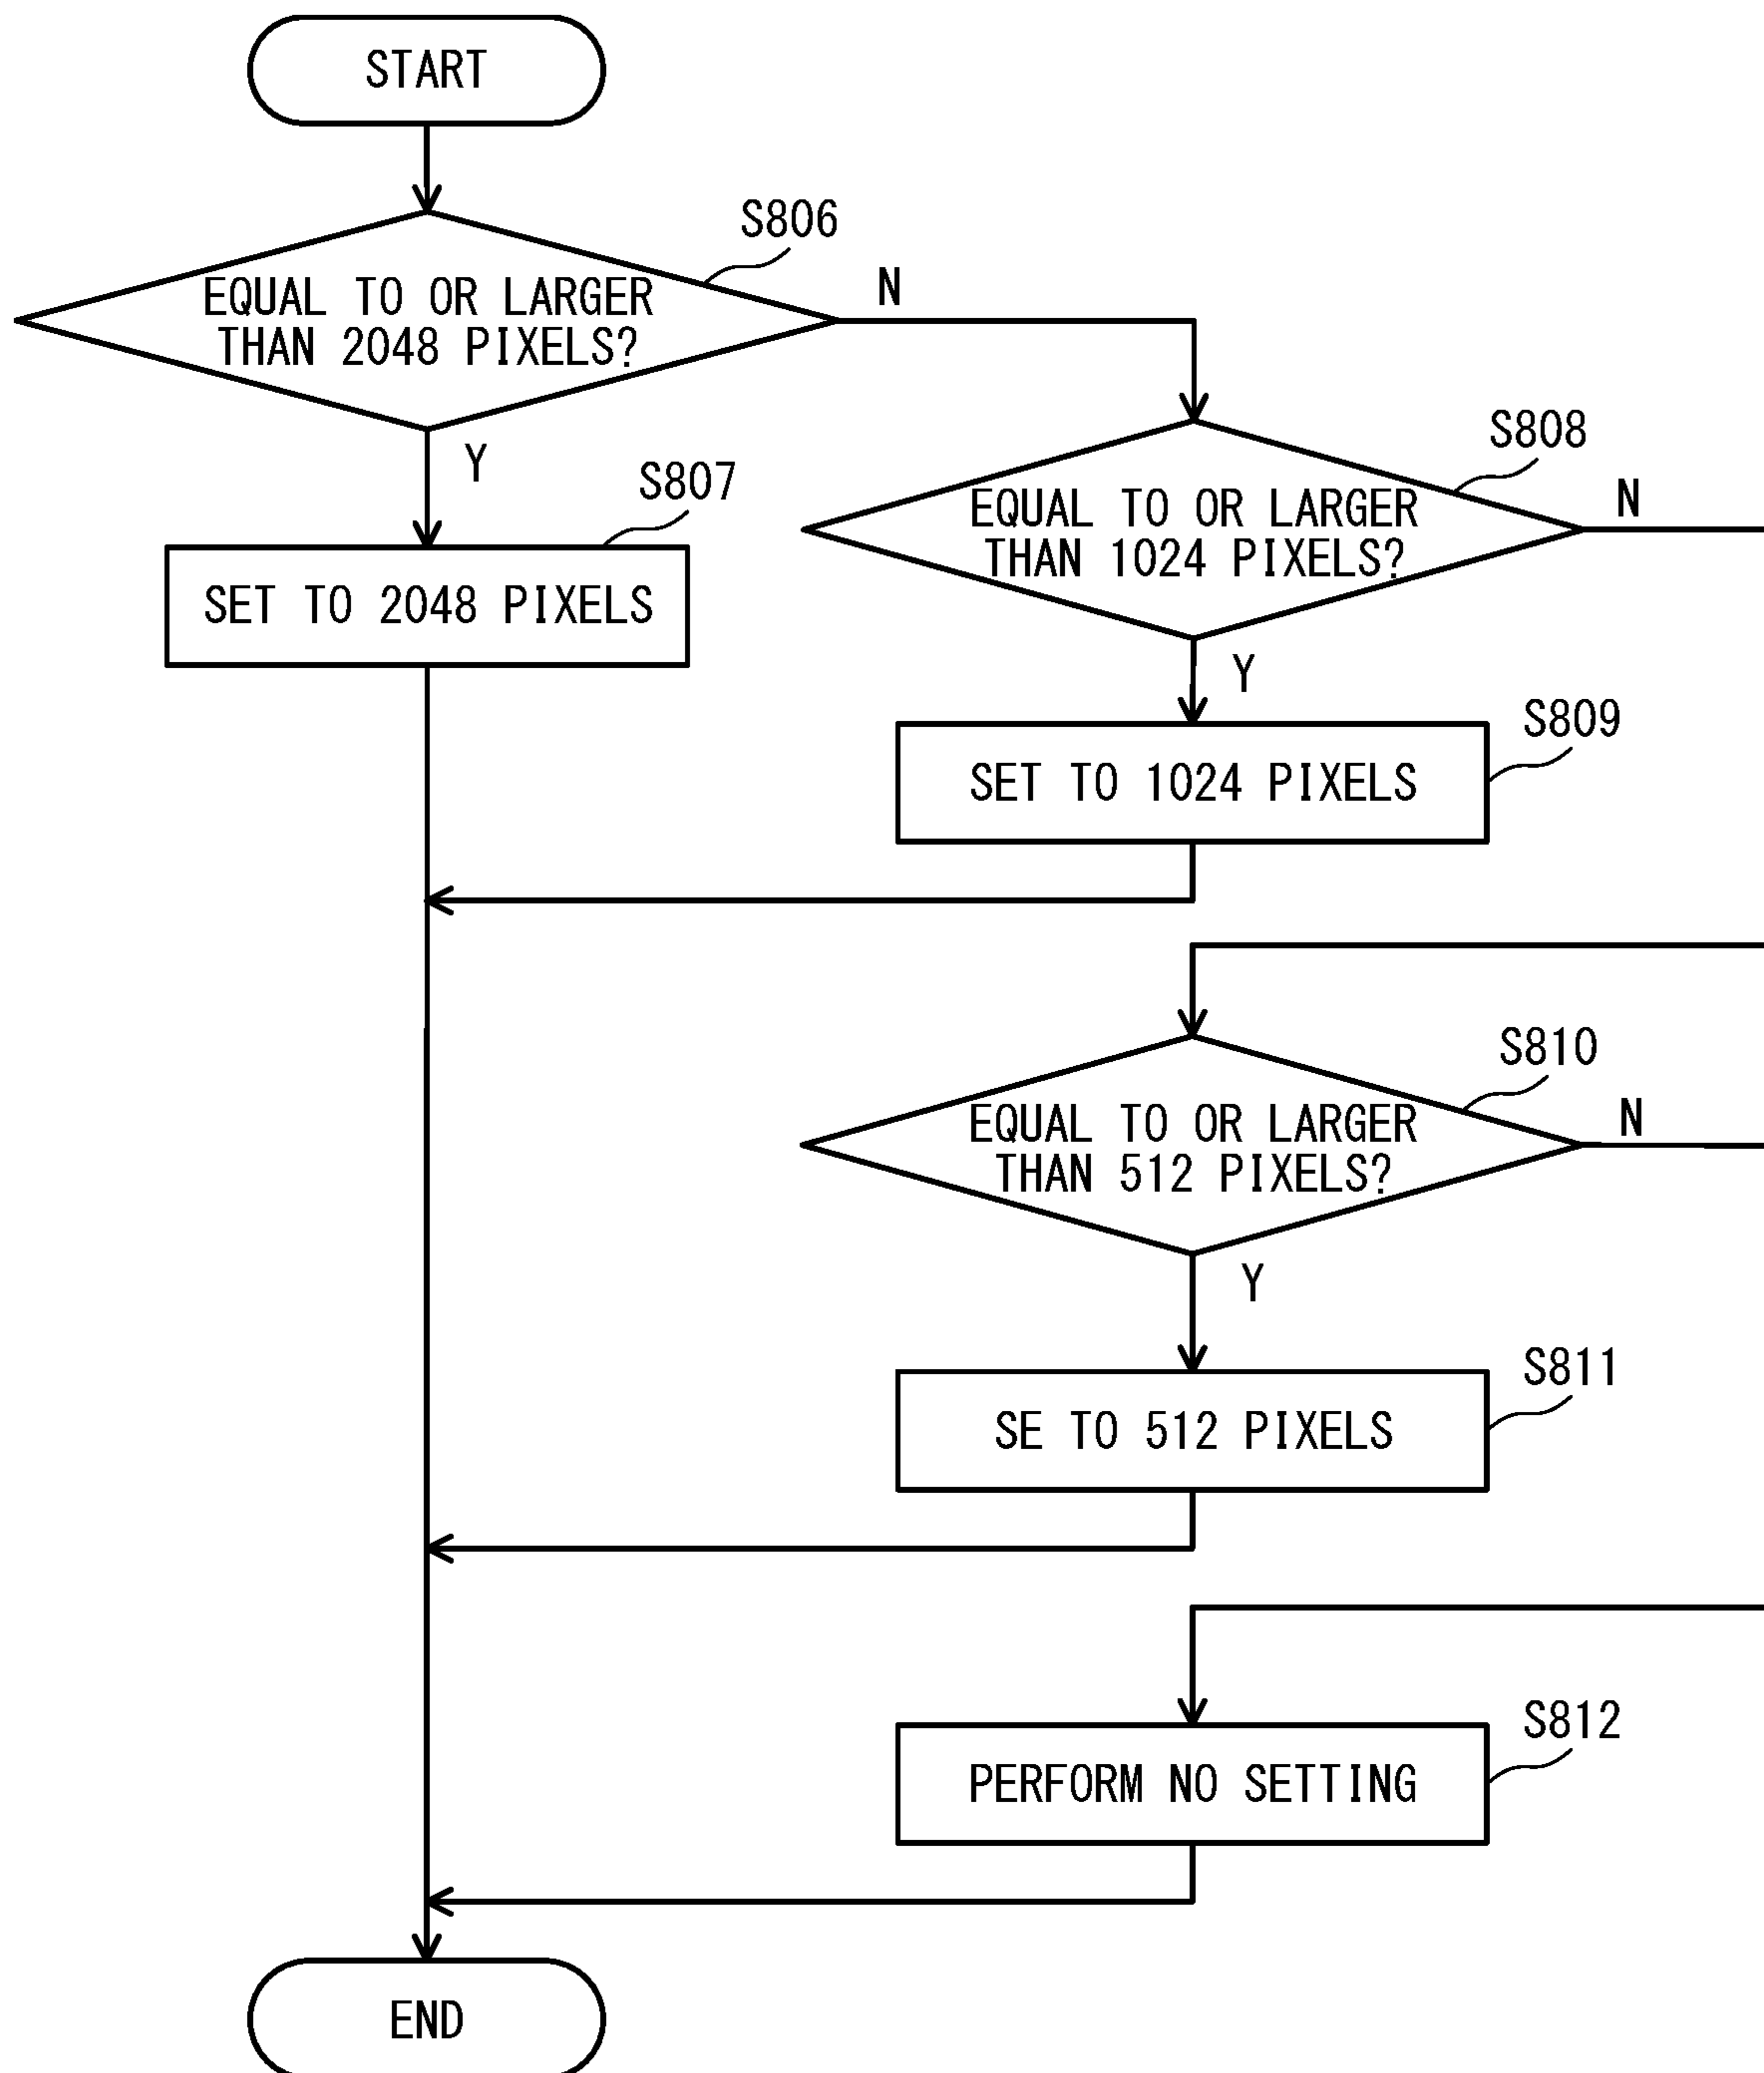 START
S806
EQUAL TO OR LARGER
THAN 2048 PIXELS?
N
Y
S807
SET TO 2048 PIXELS
S808
EQUAL TO OR LARGER
THAN 1024 PIXELS?
N
Y
S809
SET TO 1024 PIXELS
S810
EQUAL TO OR LARGER
THAN 512 PIXELS?
N
Y
S811
SE TO 512 PIXELS
S812
PERFORM NO SETTING
END